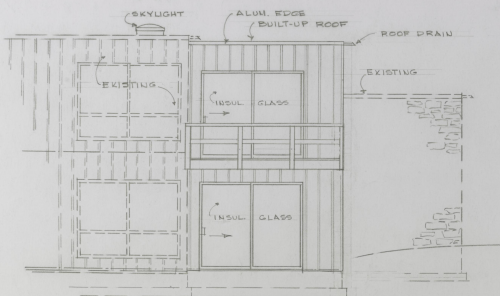 SKYLIGHT
ALUM. EDGE
BUILT-UP ROOF
ROOF DRAIN
EXISTING
EXISTING
INSUL GLASS
INSUL GLASS